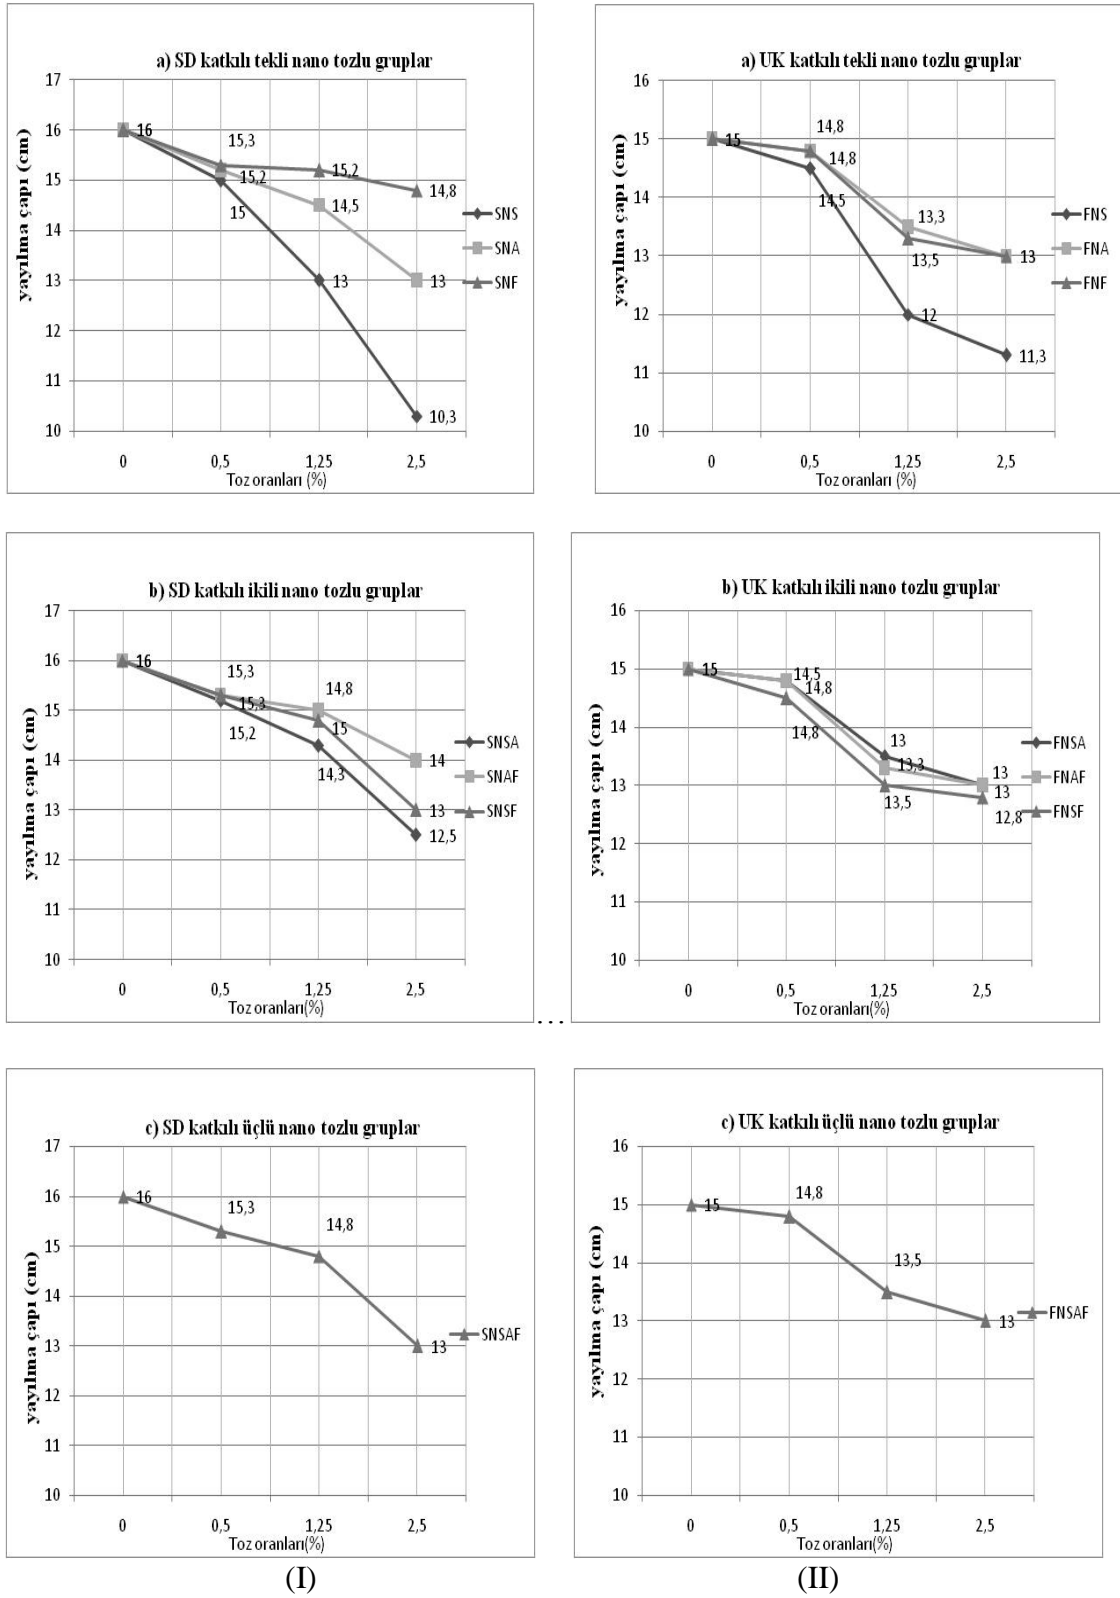 a) SD katkılı tekli nano tozlu gruplar
17
16
15
14
13
12
11
10
yayılma çapı (cm)
16
15,3
15,2
15
15,2
14,5
13
14,8
13
10,3
0 0,5 1,25 2,5
Toz oranları (%)
SNS
SNA
SNF
a) UK katkılı tekli nano tozlu gruplar
16
15
14
13
12
11
10
yayılma çapı (cm)
15
14,8
14,8
14,5
13,3
13,5
12
13
11,3
0 0,5 1,25 2,5
Toz oranları (%)
FNS
FNA
FNF
b) SD katkılı ikili nano tozlu gruplar
17
16
15
14
13
12
11
10
yayılma çapı (cm)
16
15,3
15,3
15,2
14,8
15
14,3
14
13
12,5
0 0,5 1,25 2,5
Toz oranları(%)
SNSA
SNAF
SNSF
...
b) UK katkılı ikili nano tozlu gruplar
16
15
14
13
12
11
10
yayılma çapı (cm)
15
14,5
14,8
14,8
13
13,3
13,5
13
13
12,8
0 0,5 1,25 2,5
Toz oranları(%)
FNSA
FNAF
FNSF
c) SD katkılı üçlü nano tozlu gruplar
17
16
15
14
13
12
11
10
yayılma çapı (cm)
16
15,3
14,8
13
0 0,5 1,25 2,5
Toz oranları(%)
SNSAF
c) UK katkılı üçlü nano tozlu gruplar
16
15
14
13
12
11
10
yayılma çapı (cm)
15
14,8
13,5
13
0 0,5 1,25 2,5
Toz oranları(%)
FNSAF
(I)
(II)